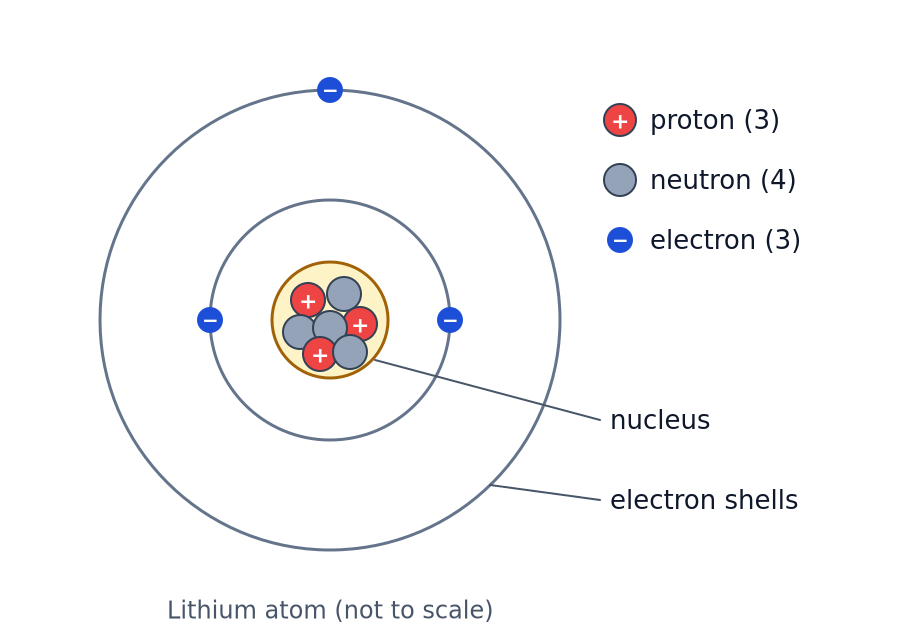 −
+ proton (3)
neutron (4)
− electron (3)
+
− + −
+
nucleus
electron shells
Lithium atom (not to scale)